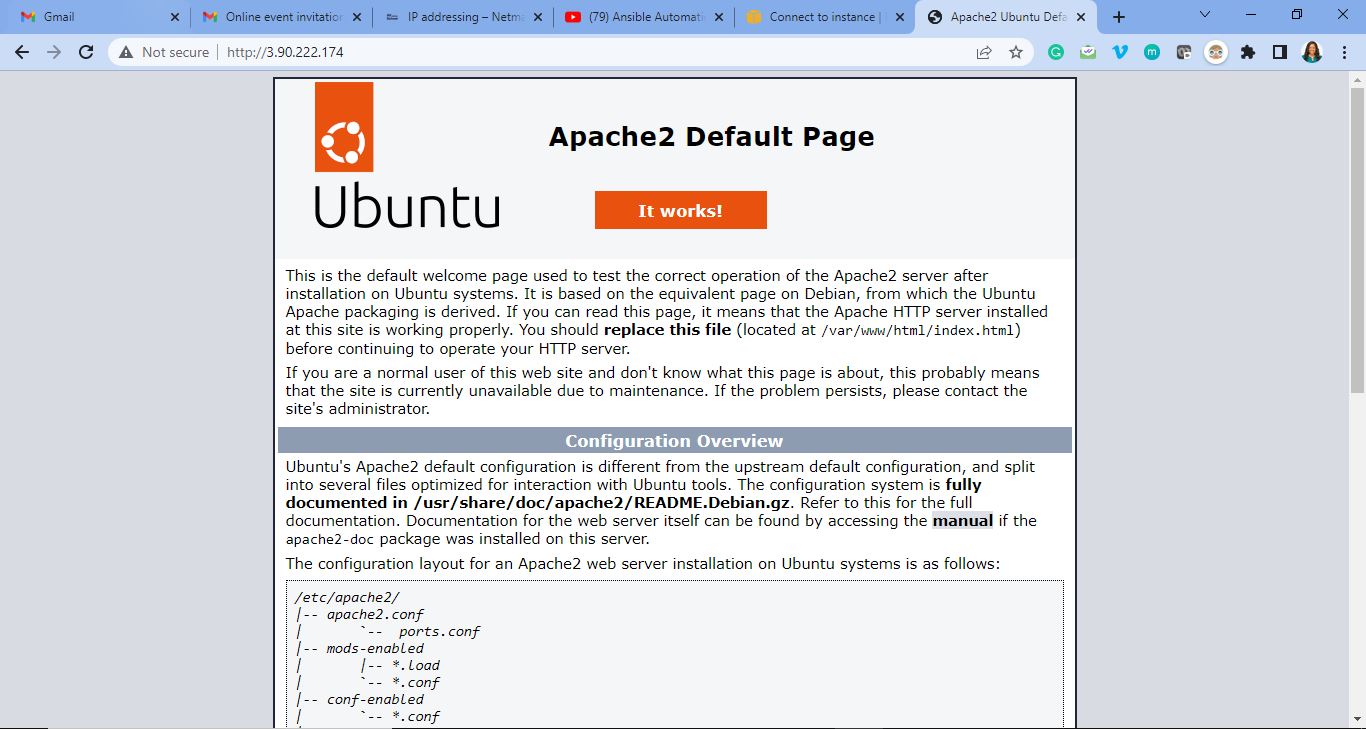 Gmail
Online event invitation
IP addressing – Netma
(79) Ansible Automati
Connect to instance |
Apache2 Ubuntu Defa
Not secure
http://3.90.222.174
Ubuntu
Apache2 Default Page
It works!
This is the default welcome page used to test the correct operation of the Apache2 server after
installation on Ubuntu systems. It is based on the equivalent page on Debian, from which the Ubuntu
Apache packaging is derived. If you can read this page, it means that the Apache HTTP server installed
at this site is working properly. You should replace this file (located at /var/www/html/index.html)
before continuing to operate your HTTP server.
If you are a normal user of this web site and don't know what this page is about, this probably means
that the site is currently unavailable due to maintenance. If the problem persists, please contact the
site's administrator.
Configuration Overview
Ubuntu's Apache2 default configuration is different from the upstream default configuration, and split
into several files optimized for interaction with Ubuntu tools. The configuration system is fully
documented in /usr/share/doc/apache2/README.Debian.gz. Refer to this for the full
documentation. Documentation for the web server itself can be found by accessing the manual if the
apache2-doc package was installed on this server.
The configuration layout for an Apache2 web server installation on Ubuntu systems is as follows:
/etc/apache2/
|-- apache2.conf
|       `--  ports.conf
|-- mods-enabled
|       |-- *.load
|       `-- *.conf
|-- conf-enabled
|       `-- *.conf